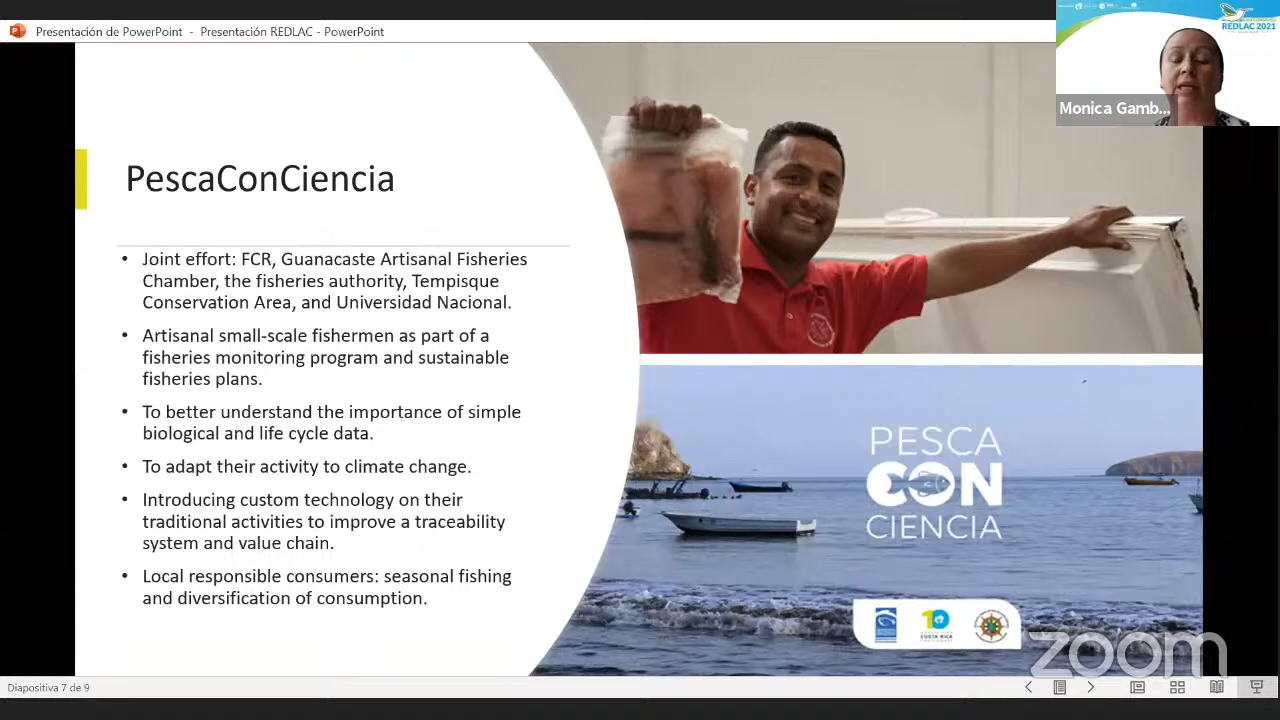 Presentación de PowerPoint - Presentación REDLAC - PowerPoint
REDLAC 2021
Monica Gamb...
PescaConCiencia
• Joint effort: FCR, Guanacaste Artisanal Fisheries
Chamber, the fisheries authority, Tempisque
Conservation Area, and Universidad Nacional.
• Artisanal small-scale fishermen as part of a
fisheries monitoring program and sustainable
fisheries plans.
• To better understand the importance of simple
biological and life cycle data.
• To adapt their activity to climate change.
• Introducing custom technology on their
traditional activities to improve a traceability
system and value chain.
• Local responsible consumers: seasonal fishing
and diversification of consumption.
PESCA
CON
CIENCIA
COSTA RICA
zoom
Diapositiva 7 de 9